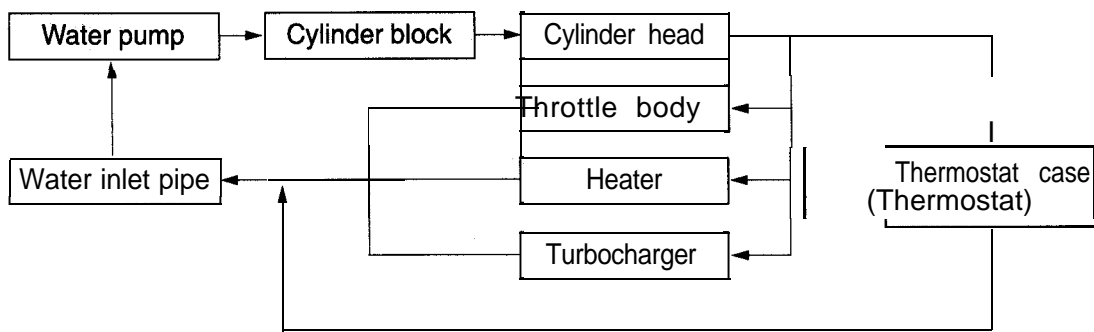 Water pump
Cylinder block
Cylinder head
Throttle body
Water inlet pipe
Heater
Thermostat case
(Thermostat)
Turbocharger